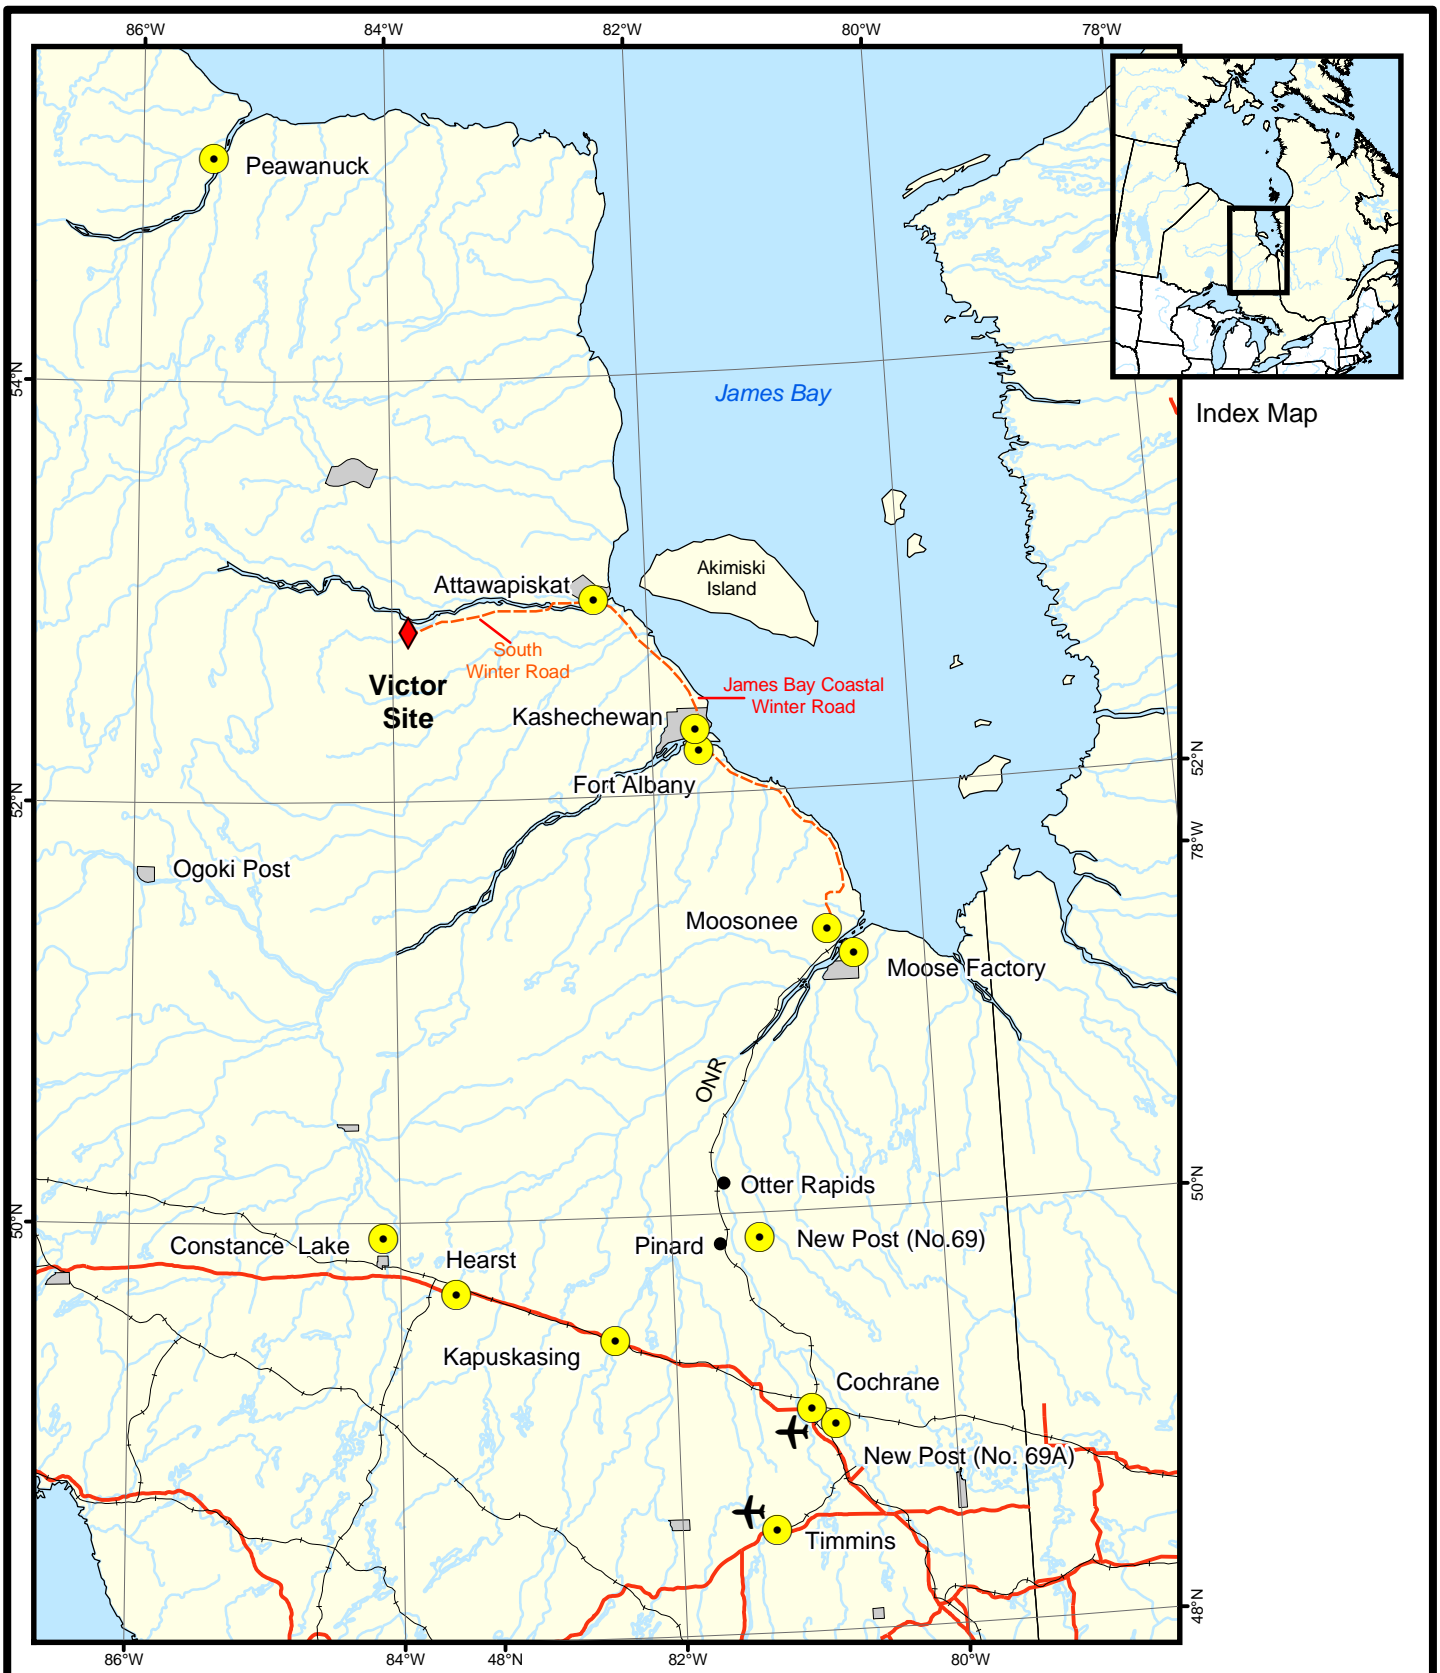 86°W
84°W
82°W
80°W
78°W
Peawanuck
54°N
James Bay
Index Map
Attawapiskat
Akimiski
Island
South
Winter Road
Victor
Site
James Bay Coastal
Winter Road
Kashechewan
Fort Albany
52°N
52°N
78°W
Ogoki Post
Moosonee
Moose Factory
ONR
Otter Rapids
50°N
50°N
Constance Lake
Pinard
New Post (No.69)
Hearst
Kapuskasing
Cochrane
New Post (No. 69A)
Timmins
48°N
86°W
84°W
48°N
82°W
80°W